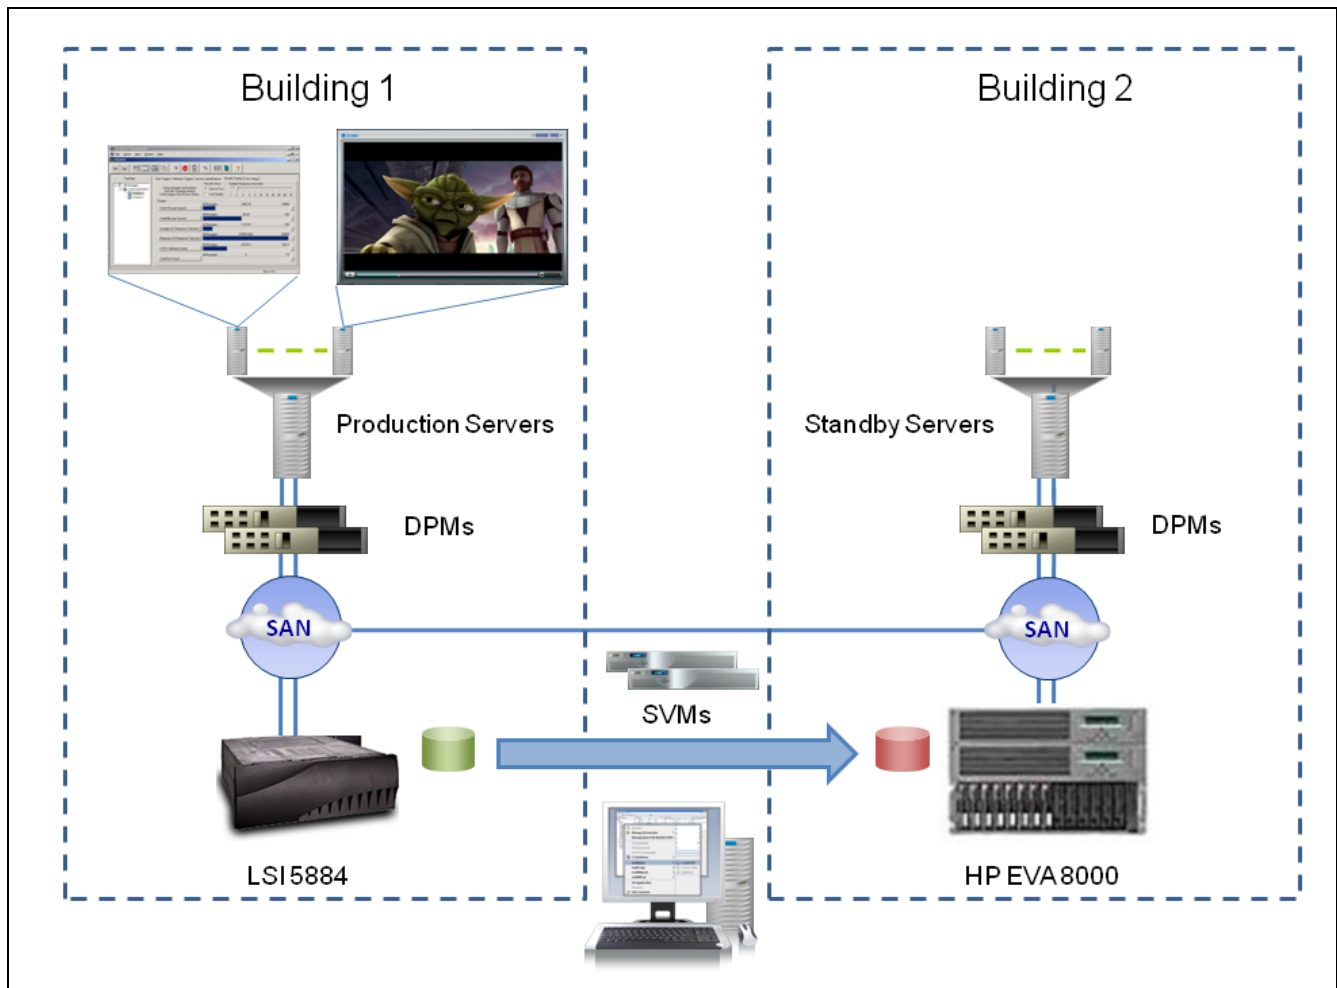 Building 1
Building 2
Production Servers
Standby Servers
DPMs
DPMs
SAN
SAN
SVMs
LSI 5884
HP EVA 8000